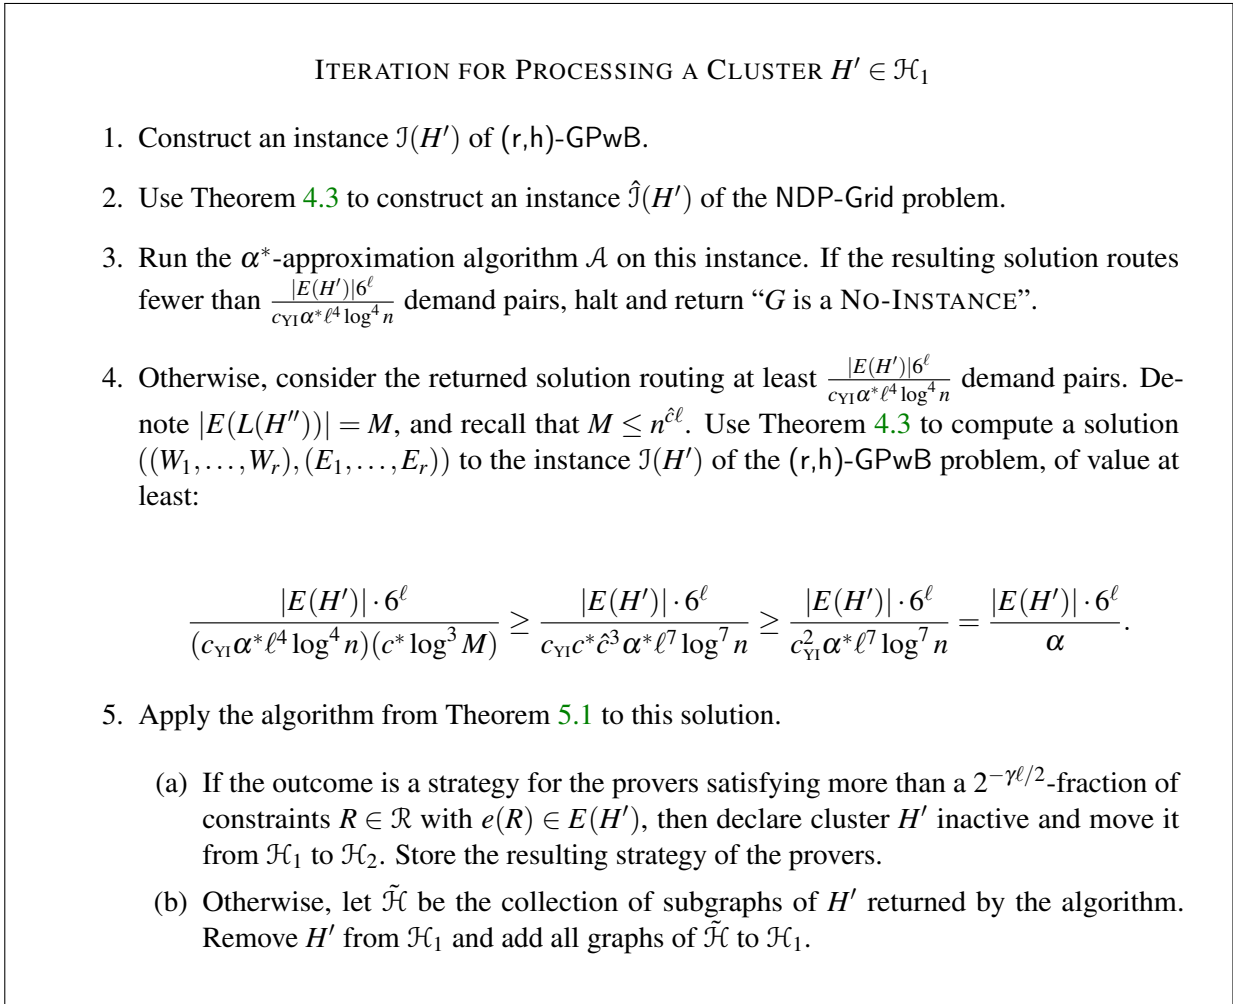 ITERATION FOR PROCESSING A CLUSTER H′ ∈ ℋ₁
1. Construct an instance ℐ(H′) of (r,h)-GPwB.
2. Use Theorem 4.3 to construct an instance ℐ̂(H′) of the NDP-Grid problem.
3. Run the α*-approximation algorithm 𝒜 on this instance. If the resulting solution routes
fewer than |E(H′)|6^ℓ / (c_YI α* ℓ⁴ log⁴ n) demand pairs, halt and return “G is a NO-INSTANCE”.
4. Otherwise, consider the returned solution routing at least |E(H′)|6^ℓ / (c_YI α* ℓ⁴ log⁴ n) demand pairs. De-
note |E(L(H″))| = M, and recall that M ≤ n^{ĉℓ}. Use Theorem 4.3 to compute a solution
((W₁,…,W_r),(E₁,…,E_r)) to the instance ℐ(H′) of the (r,h)-GPwB problem, of value at
least:
|E(H′)|·6^ℓ / ((c_YI α* ℓ⁴ log⁴ n)(c* log³ M)) ≥ |E(H′)|·6^ℓ / (c_YI c* ĉ³ α* ℓ⁷ log⁷ n) ≥ |E(H′)|·6^ℓ / (c²_YI α* ℓ⁷ log⁷ n) = |E(H′)|·6^ℓ / α.
5. Apply the algorithm from Theorem 5.1 to this solution.
(a) If the outcome is a strategy for the provers satisfying more than a 2^{−γℓ/2}-fraction of
constraints R ∈ ℛ with e(R) ∈ E(H′), then declare cluster H′ inactive and move it
from ℋ₁ to ℋ₂. Store the resulting strategy of the provers.
(b) Otherwise, let ℋ̃ be the collection of subgraphs of H′ returned by the algorithm.
Remove H′ from ℋ₁ and add all graphs of ℋ̃ to ℋ₁.